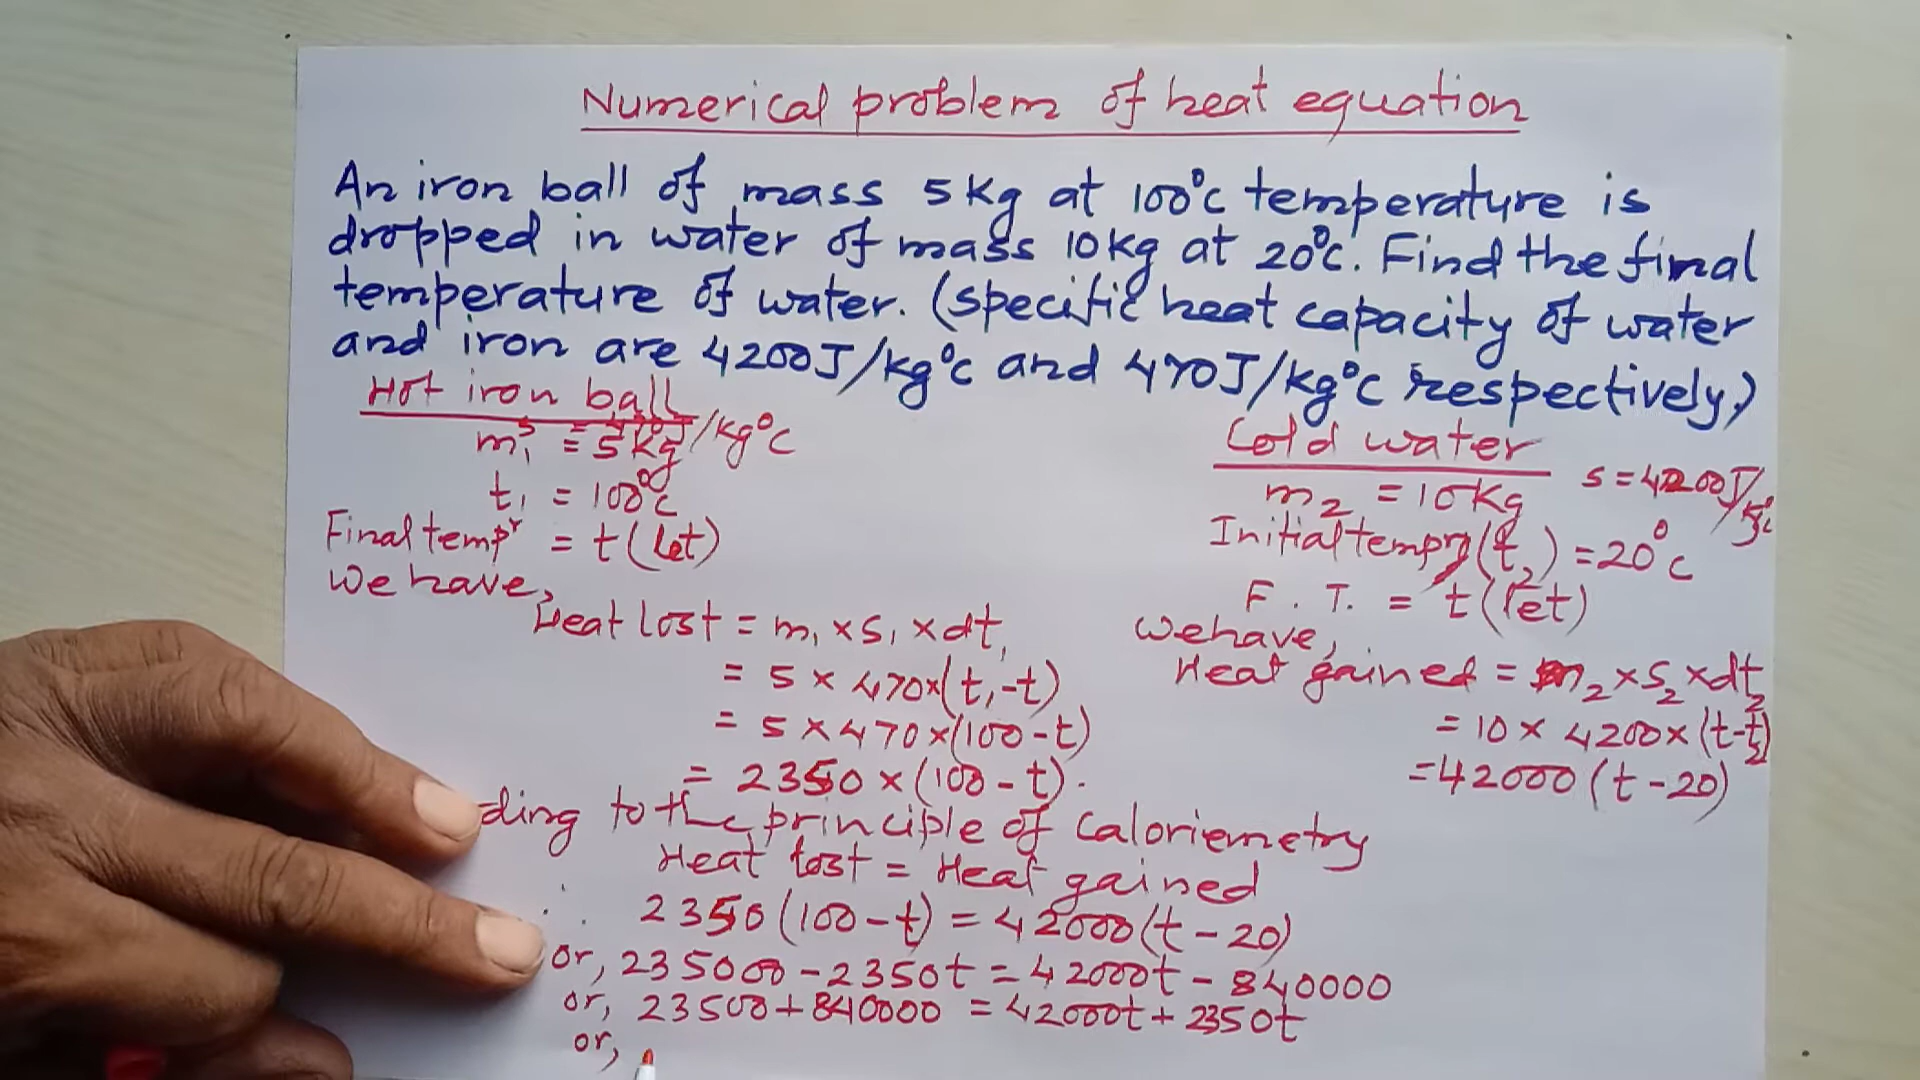 Numerical problem of heat equation
An iron ball of mass 5kg at 100°c temperature is
dropped in water of mass 10kg at 20°c. Find the final
temperature of water. (specific heat capacity of water
and iron are 4200J/kg°c and 470J/kg°c respectively.)
Hot iron ball
m₁ = 5kg /kg°c
t₁ = 100°c
Final tempr = t (let)
We have,
Heat lost = m₁ × s₁ × dt₁
= 5 × 470×(t₁-t)
= 5 × 470 ×(100 - t)
= 2350 × (100 - t).
Cold water
s = 4200J/kg°c
m₂ = 10kg
Initial tempr (t₂) = 20°c
F. T. = t (let)
we have,
Heat gained = m₂ × s₂ × dt₂
= 10 × 4200 × (t-t₂)
= 42000 (t - 20)
ding to the principle of caloriemetry
Heat lost = Heat gained
∴ 2350 (100 - t) = 42000 (t - 20)
or, 235000 - 2350t = 42000t - 840000
or, 23500 + 840000 = 42000t + 2350t
or,